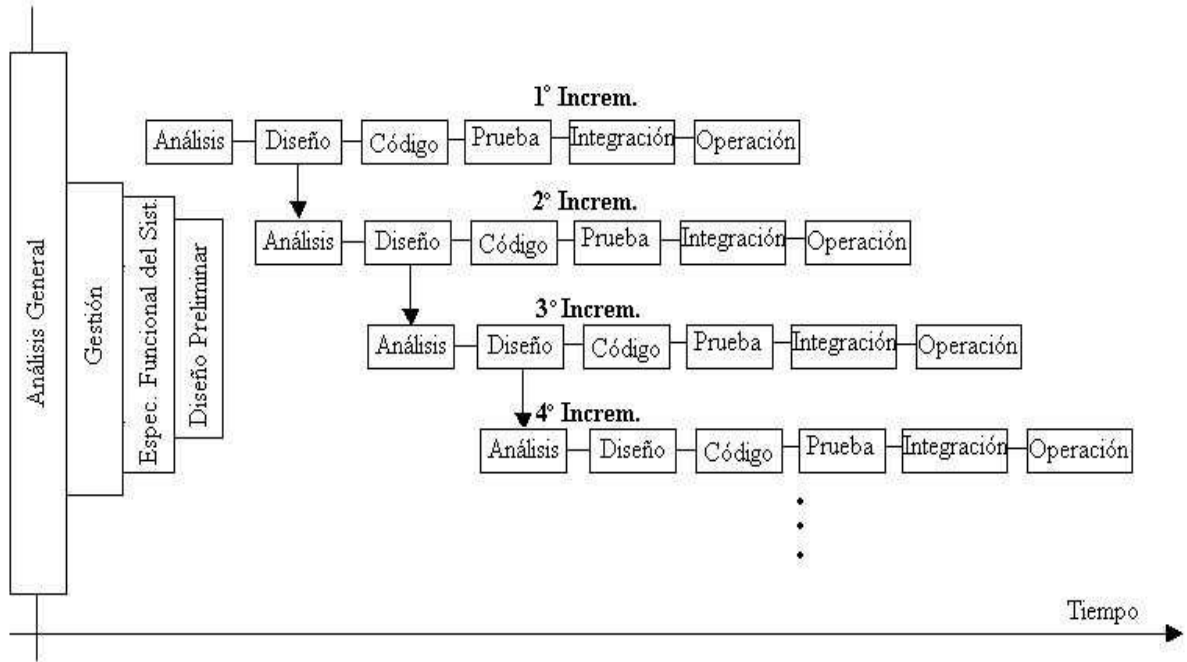 Análisis General
Gestión
Espec. Funcional del Sist.
Diseño Preliminar
1° Increm.
Análisis Diseño Código Prueba Integración Operación
2° Increm.
Análisis Diseño Código Prueba Integración Operación
3° Increm.
Análisis Diseño Código Prueba Integración Operación
4° Increm.
Análisis Diseño Código Prueba Integración Operación
Tiempo